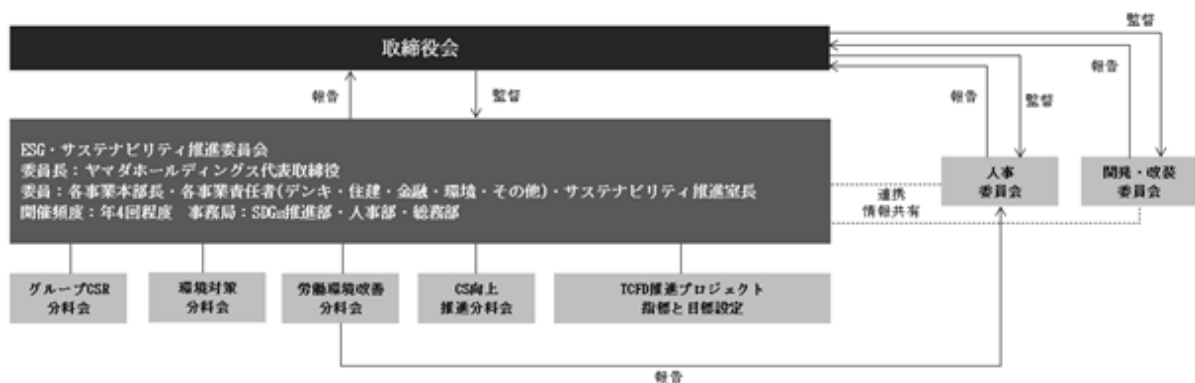 監督
取締役会
報告
報告
監督
報告
監督
ESG・サステナビリティ推進委員会
委員長：ヤマダホールディングス代表取締役
委員：各事業本部長・各事業責任者(デンキ・住建・金融・環境・その他)・サステナビリティ推進室長
開催頻度：年4回程度　事務局：SDGs推進部・人事部・総務部
人事
委員会
開発・改装
委員会
連携
情報共有
グループCSR
分科会
環境対策
分科会
労働環境改善
分科会
CS向上
推進分科会
TCFD推進プロジェクト
指標と目標設定
報告